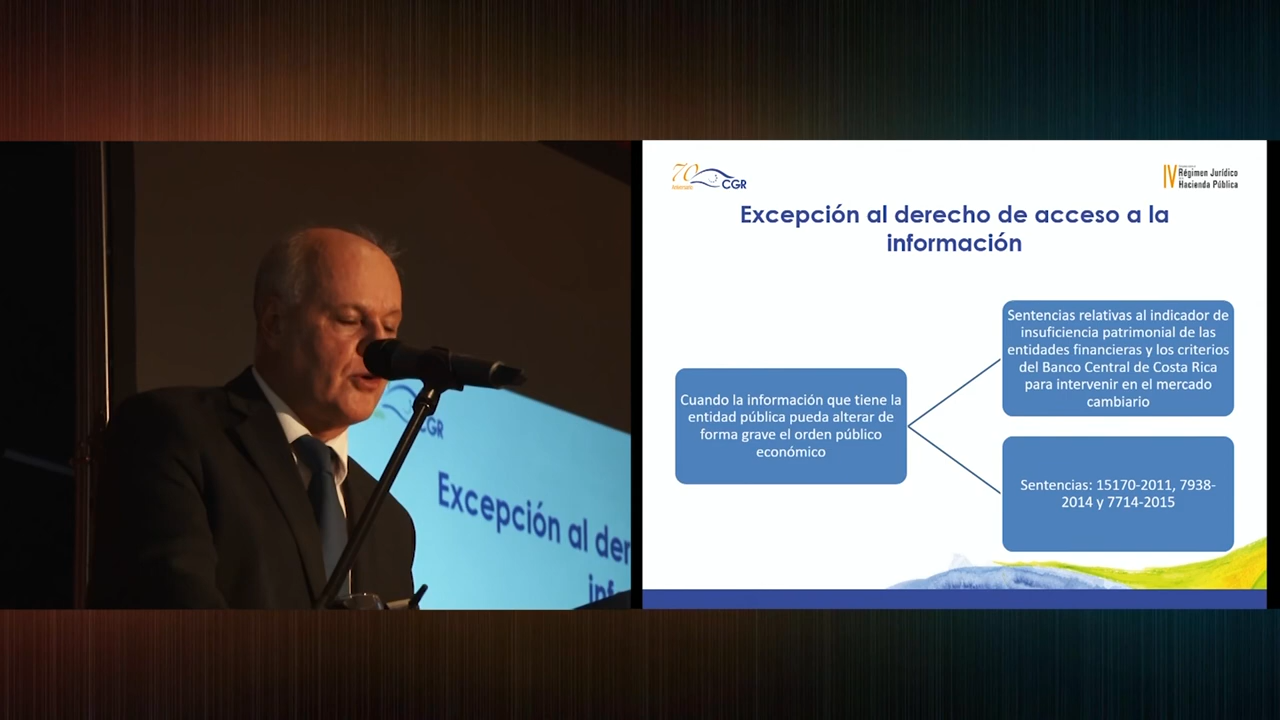 CGR
Excepción al der
inf
70
Aniversario
CGR
IV
Régimen Jurídico
Hacienda Pública
Excepción al derecho de acceso a la
información
Cuando la información que tiene la
entidad pública pueda alterar de
forma grave el orden público
económico
Sentencias relativas al indicador de
insuficiencia patrimonial de las
entidades financieras y los criterios
del Banco Central de Costa Rica
para intervenir en el mercado
cambiario
Sentencias: 15170-2011, 7938-
2014 y 7714-2015